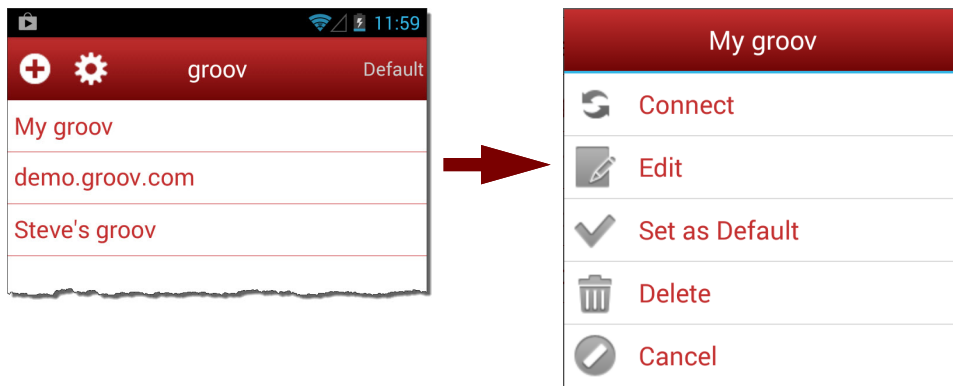 11:59
groov
Default
My groov
demo.groov.com
Steve's groov
My groov
Connect
Edit
Set as Default
Delete
Cancel